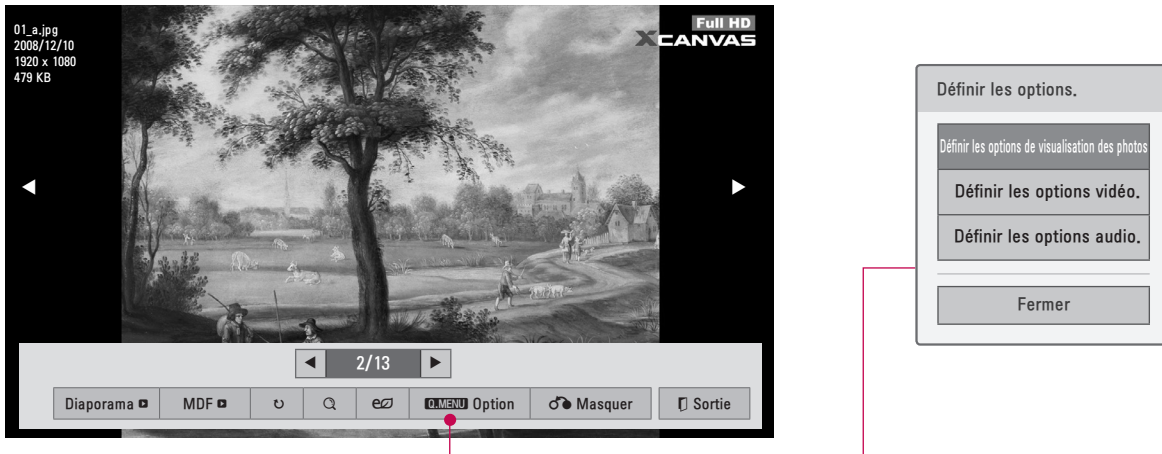 01_a.jpg
2008/12/10
1920 x 1080
479 KB
Full HD
XCANVAS
2/13
Diaporama
MDF
Q.MENU Option
Masquer
Sortie
Définir les options.
Définir les options de visualisation des photos
Définir les options vidéo.
Définir les options audio.
Fermer